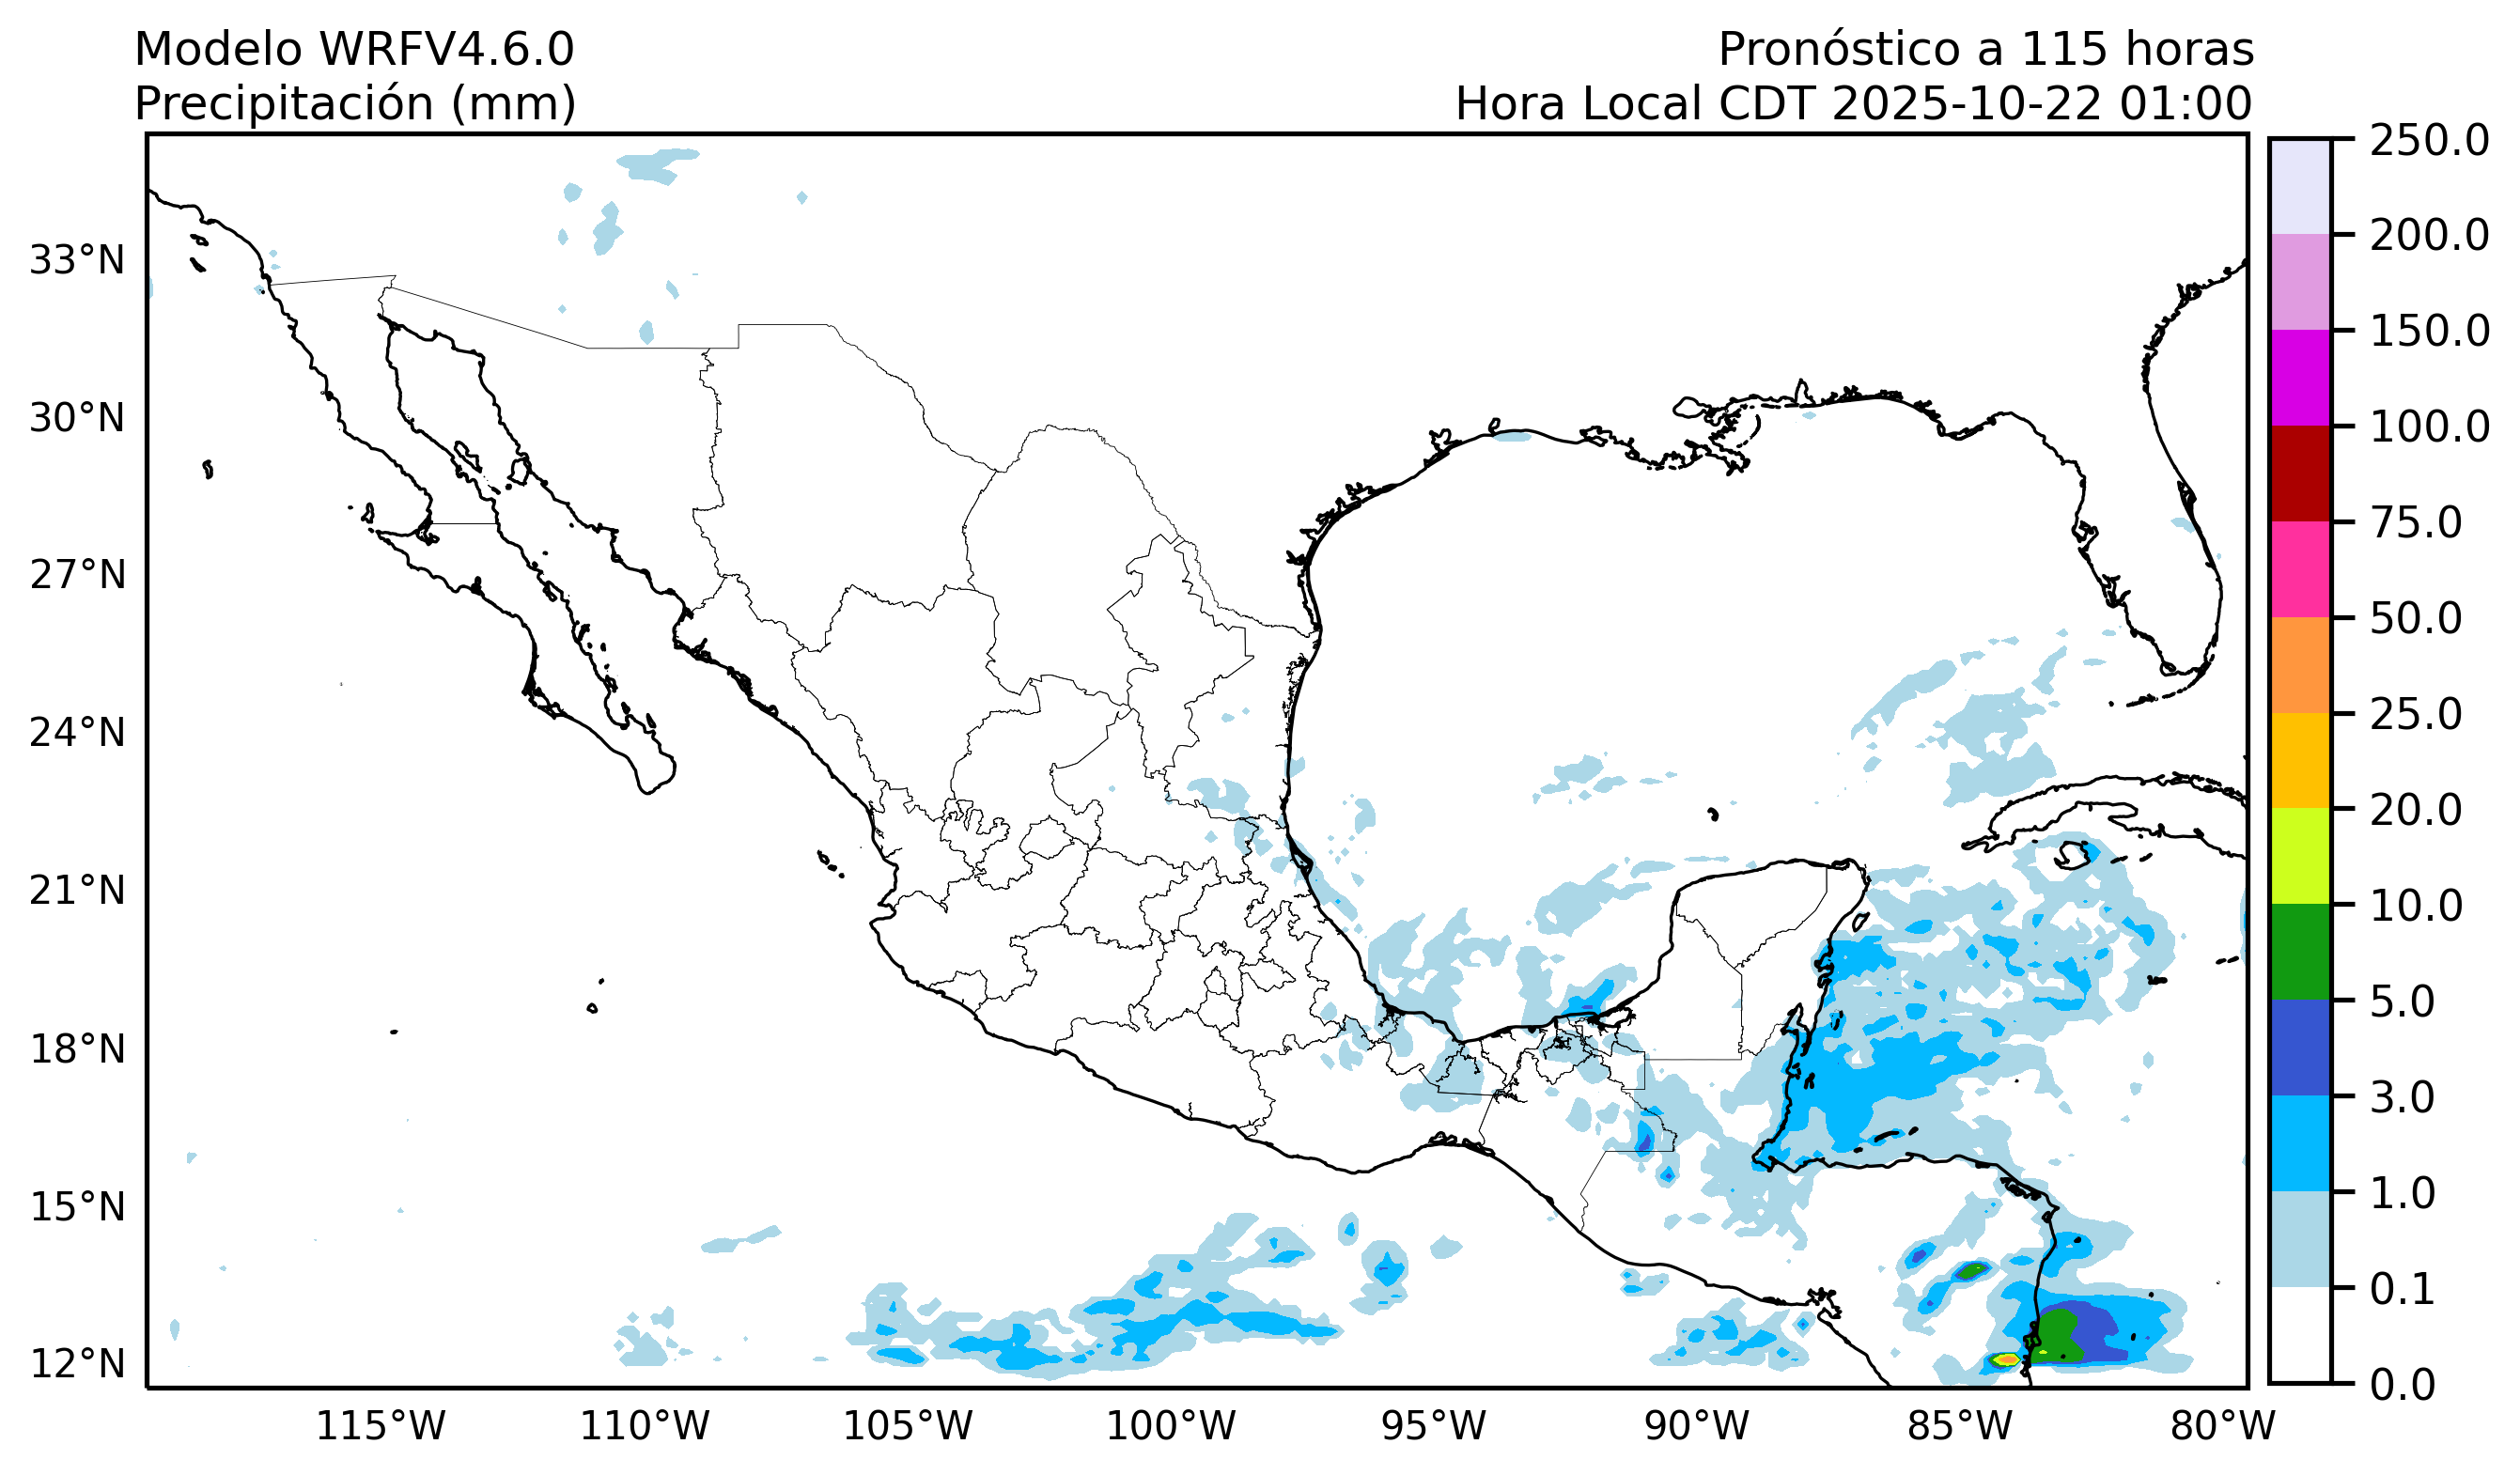 Modelo WRFV4.6.0
Precipitación (mm)
Pronóstico a 115 horas
Hora Local CDT 2025-10-22 01:00
33°N
30°N
27°N
24°N
21°N
18°N
15°N
12°N
115°W
110°W
105°W
100°W
95°W
90°W
85°W
80°W
250.0
200.0
150.0
100.0
75.0
50.0
25.0
20.0
10.0
5.0
3.0
1.0
0.1
0.0